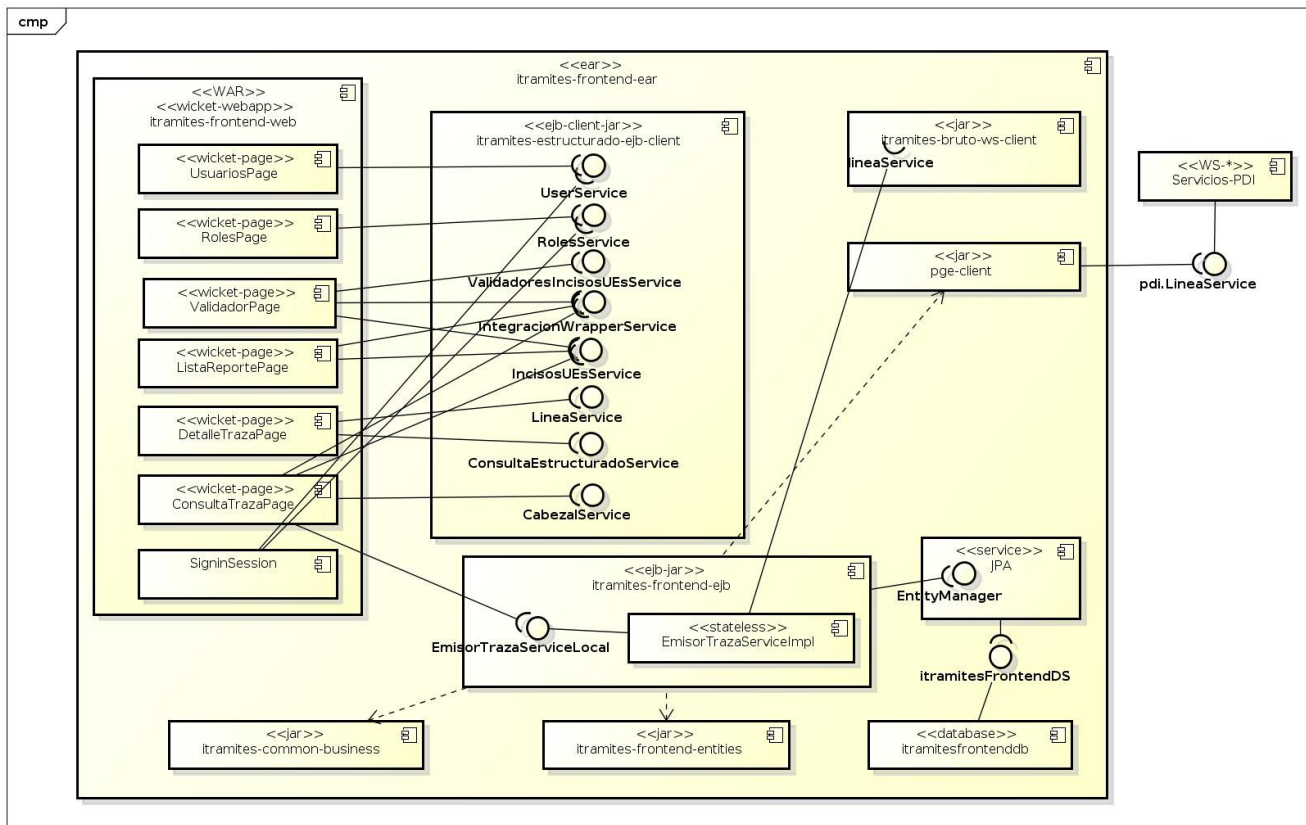 cmp
<<ear>>
itramites-frontend-ear
<<WAR>>
<<wicket-webapp>>
itramites-frontend-web
<<wicket-page>>
UsuariosPage
<<wicket-page>>
RolesPage
<<wicket-page>>
ValidadorPage
<<wicket-page>>
ListaReportePage
<<wicket-page>>
DetalleTrazaPage
<<wicket-page>>
ConsultaTrazaPage
SigninSession
<<ejb-client-jar>>
itramites-estructurado-ejb-client
UserService
RolesService
ValidadoresIncisosUEsService
IntegracionWrapperService
IncisosUEsService
LineaService
ConsultaEstructuradoService
CabezalService
<<jar>>
itramites-bruto-ws-client
lineaService
<<WS-*>>
Servicios-PDI
<<jar>>
pge-client
pdi.LineaService
<<ejb-jar>>
itramites-frontend-ejb
EmisorTrazaServiceLocal
<<stateless>>
EmisorTrazaServiceImpl
<<service>>
JPA
EntityManager
itramitesFrontendDS
<<jar>>
itramites-common-business
<<jar>>
itramites-frontend-entities
<<database>>
itramitesfrontenddb